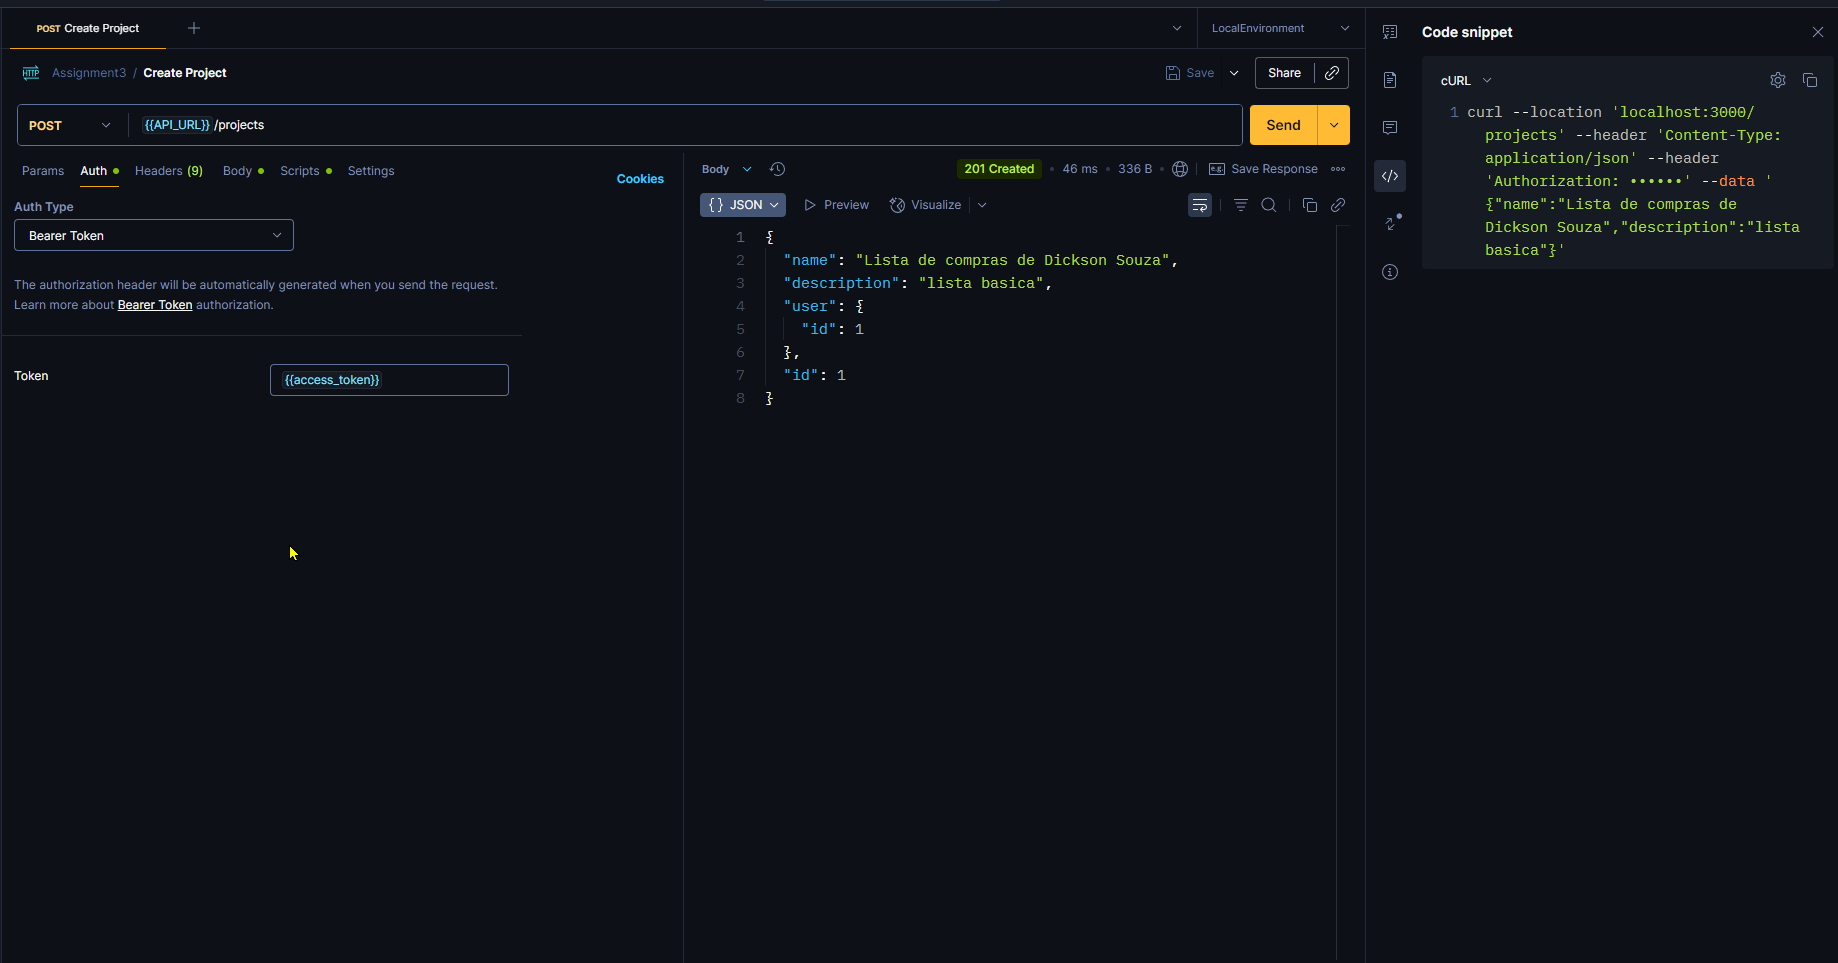 POST Create Project
LocalEnvironment
Code snippet
HTTP Assignment3 / Create Project
Save
Share
cURL
POST
{{API_URL}} /projects
Send
1 curl --location 'localhost:3000/
projects' --header 'Content-Type:
application/json' --header
'Authorization: ••••••' --data '
{"name":"Lista de compras de
Dickson Souza","description":"lista
basica"}'
Params Auth Headers (9) Body Scripts Settings
Cookies
Body
201 Created • 46 ms • 336 B • e.g. Save Response
Auth Type
Bearer Token
{} JSON Preview Visualize
The authorization header will be automatically generated when you send the request.
Learn more about Bearer Token authorization.
Token
{{access_token}}
1 {
2 "name": "Lista de compras de Dickson Souza",
3 "description": "lista basica",
4 "user": {
5 "id": 1
6 },
7 "id": 1
8 }